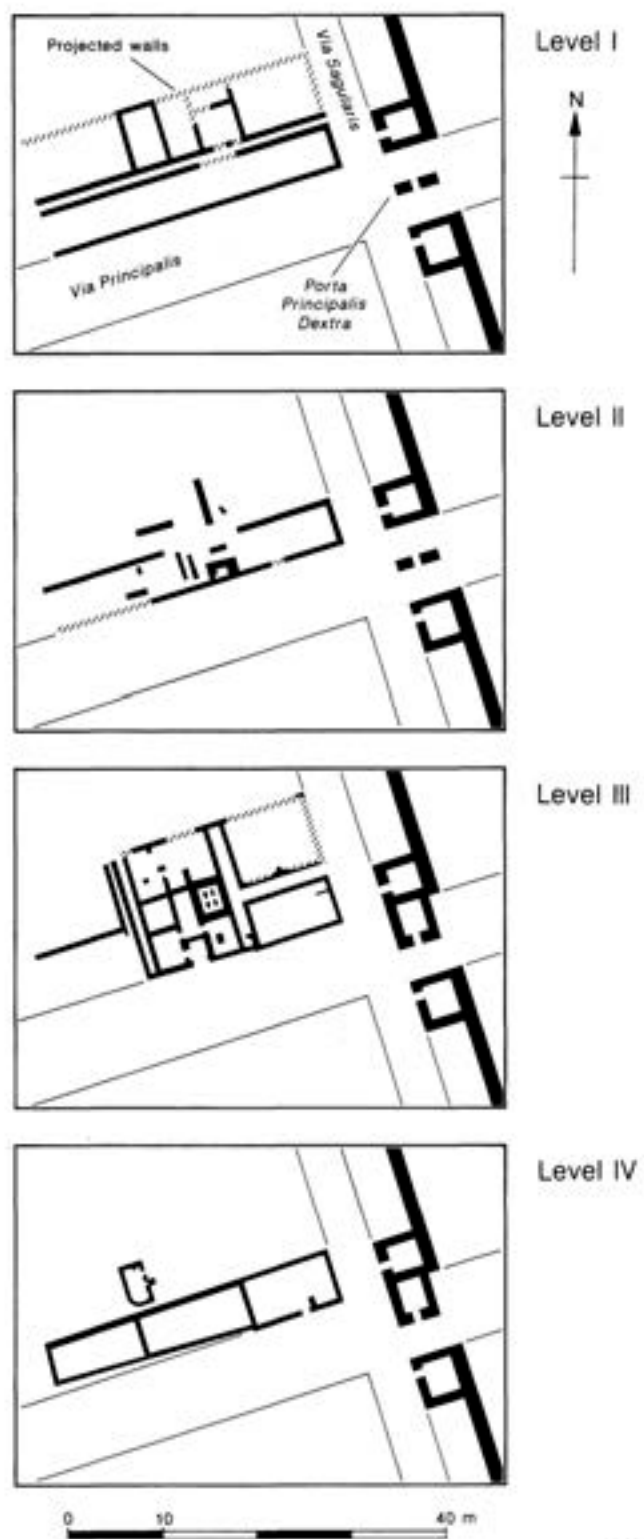 Level I
Projected walls
Via Sagularis
N
Via Principalis
Porta
Principalis
Dextra
Level II
Level III
Level IV
0 10 40 m